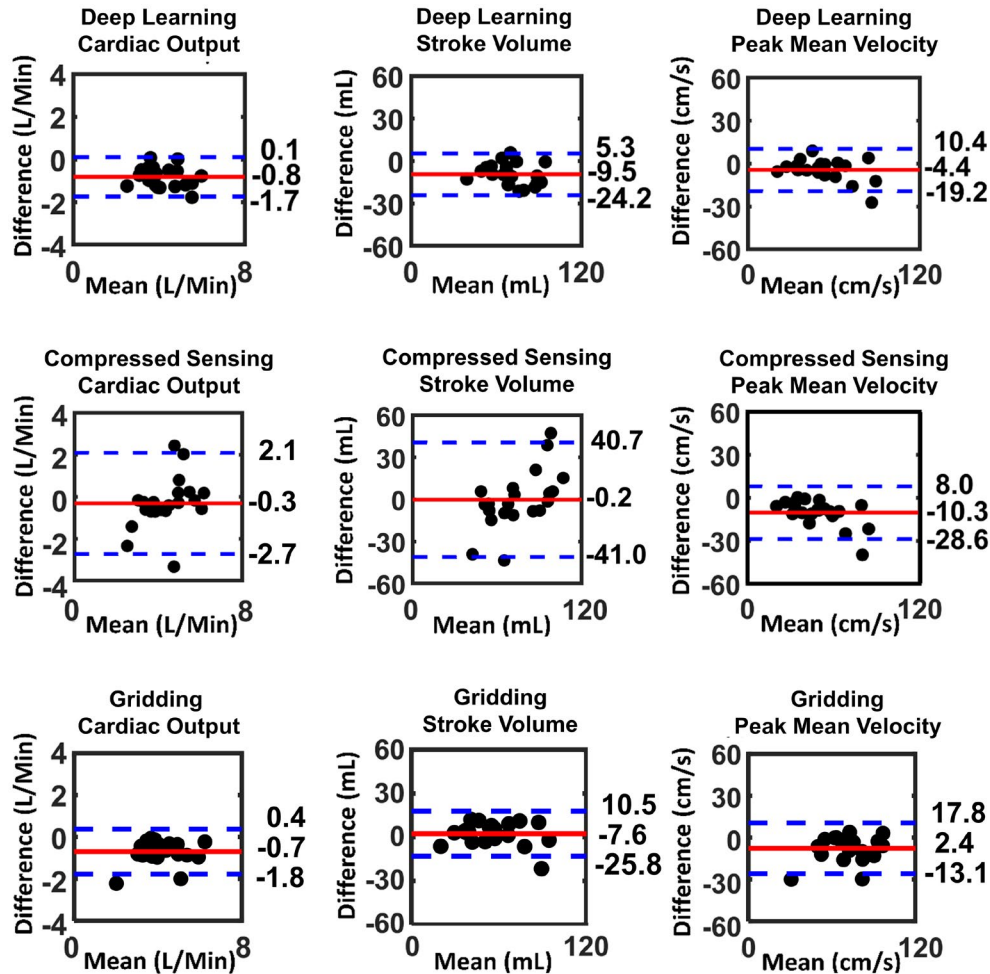 Deep Learning
Cardiac Output
Difference (L/Min)
4
2
0
-2
-4
0.1
-0.8
-1.7
0
8
Mean (L/Min)
Deep Learning
Stroke Volume
Difference (mL)
60
30
0
-30
-60
5.3
-9.5
-24.2
0
120
Mean (mL)
Deep Learning
Peak Mean Velocity
Difference (cm/s)
60
30
0
-30
-60
10.4
-4.4
-19.2
0
120
Mean (cm/s)
Compressed Sensing
Cardiac Output
Difference (L/Min)
4
2
0
-2
-4
2.1
-0.3
-2.7
0
8
Mean (L/Min)
Compressed Sensing
Stroke Volume
Difference (mL)
60
30
0
-30
-60
40.7
-0.2
-41.0
0
120
Mean (mL)
Compressed Sensing
Peak Mean Velocity
Difference (cm/s)
60
30
0
-30
-60
8.0
-10.3
-28.6
0
120
Mean (cm/s)
Gridding
Cardiac Output
Difference (L/Min)
4
2
0
-2
-4
0.4
-0.7
-1.8
0
8
Mean (L/Min)
Gridding
Stroke Volume
Difference (mL)
60
30
0
-30
-60
10.5
-7.6
-25.8
0
120
Mean (mL)
Gridding
Peak Mean Velocity
Difference (cm/s)
60
30
0
-30
-60
17.8
2.4
-13.1
0
120
Mean (cm/s)